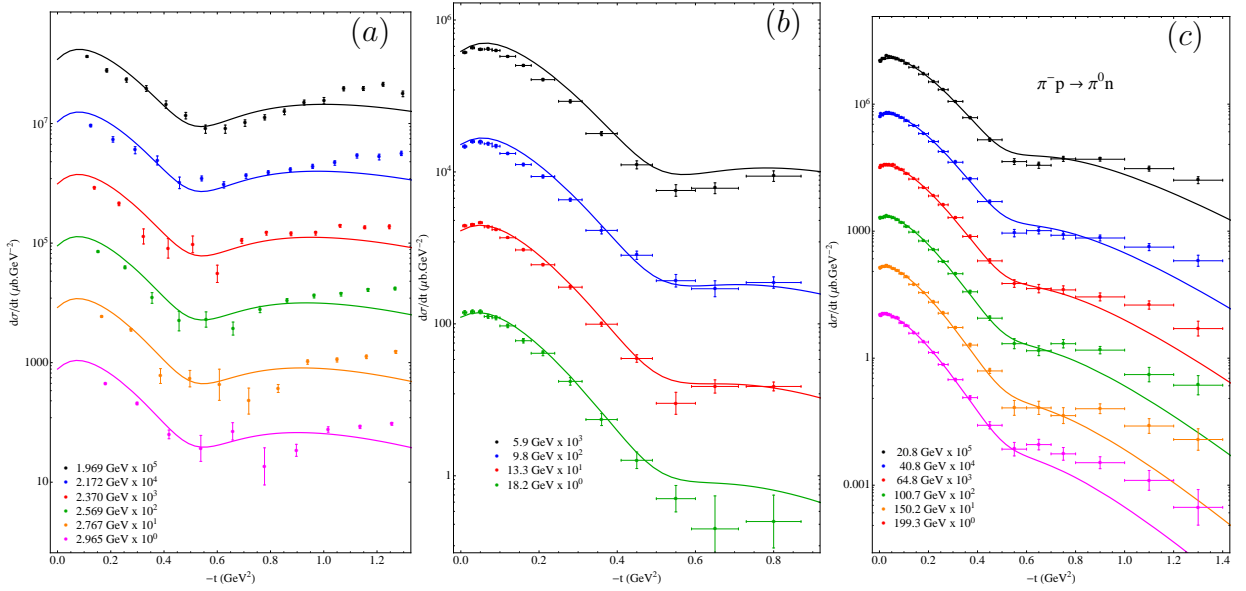 (a)
dσ/dt (μb.GeV⁻²)
10⁷
10⁵
1000
10
1.969 GeV x 10⁵
2.172 GeV x 10⁴
2.370 GeV x 10³
2.569 GeV x 10²
2.767 GeV x 10¹
2.965 GeV x 10⁰
0.0 0.2 0.4 0.6 0.8 1.0 1.2
−t (GeV²)
(b)
dσ/dt (μb.GeV⁻²)
10⁶
10⁴
100
1
5.9 GeV x 10³
9.8 GeV x 10²
13.3 GeV x 10¹
18.2 GeV x 10⁰
0.0 0.2 0.4 0.6 0.8
−t (GeV²)
(c)
π⁻p → π⁰n
dσ/dt (μb.GeV⁻²)
10⁶
1000
1
0.001
20.8 GeV x 10⁵
40.8 GeV x 10⁴
64.8 GeV x 10³
100.7 GeV x 10²
150.2 GeV x 10¹
199.3 GeV x 10⁰
0.0 0.2 0.4 0.6 0.8 1.0 1.2 1.4
−t (GeV²)